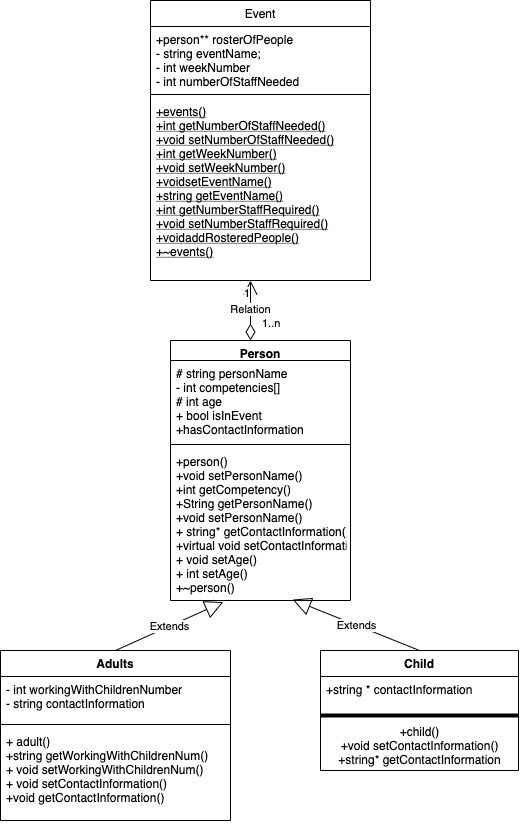 Event
+person** rosterOfPeople
- string eventName;
- int weekNumber
- int numberOfStaffNeeded
+events()
+int getNumberOfStaffNeeded()
+void setNumberOfStaffNeeded()
+int getWeekNumber()
+void setWeekNumber()
+voidsetEventName()
+string getEventName()
+int getNumberStaffRequired()
+void setNumberStaffRequired()
+voidaddRosteredPeople()
+~events()
1
Relation
1..n
Person
# string personName
- int competencies[]
# int age
+ bool isInEvent
+hasContactInformation
+person()
+void setPersonName()
+int getCompetency()
+String getPersonName()
+void setPersonName()
+ string* getContactInformation(
+virtual void setContactInformati
+ void setAge()
+ int setAge()
+~person()
Extends
Extends
Adults
- int workingWithChildrenNumber
- string contactInformation
+ adult()
+string getWorkingWithChildrenNum()
+ void setWorkingWithChildrenNum()
+ void setContactInformation()
+void getContactInformation()
Child
+string * contactInformation
+child()
+void setContactInformation()
+string* getContactInformation